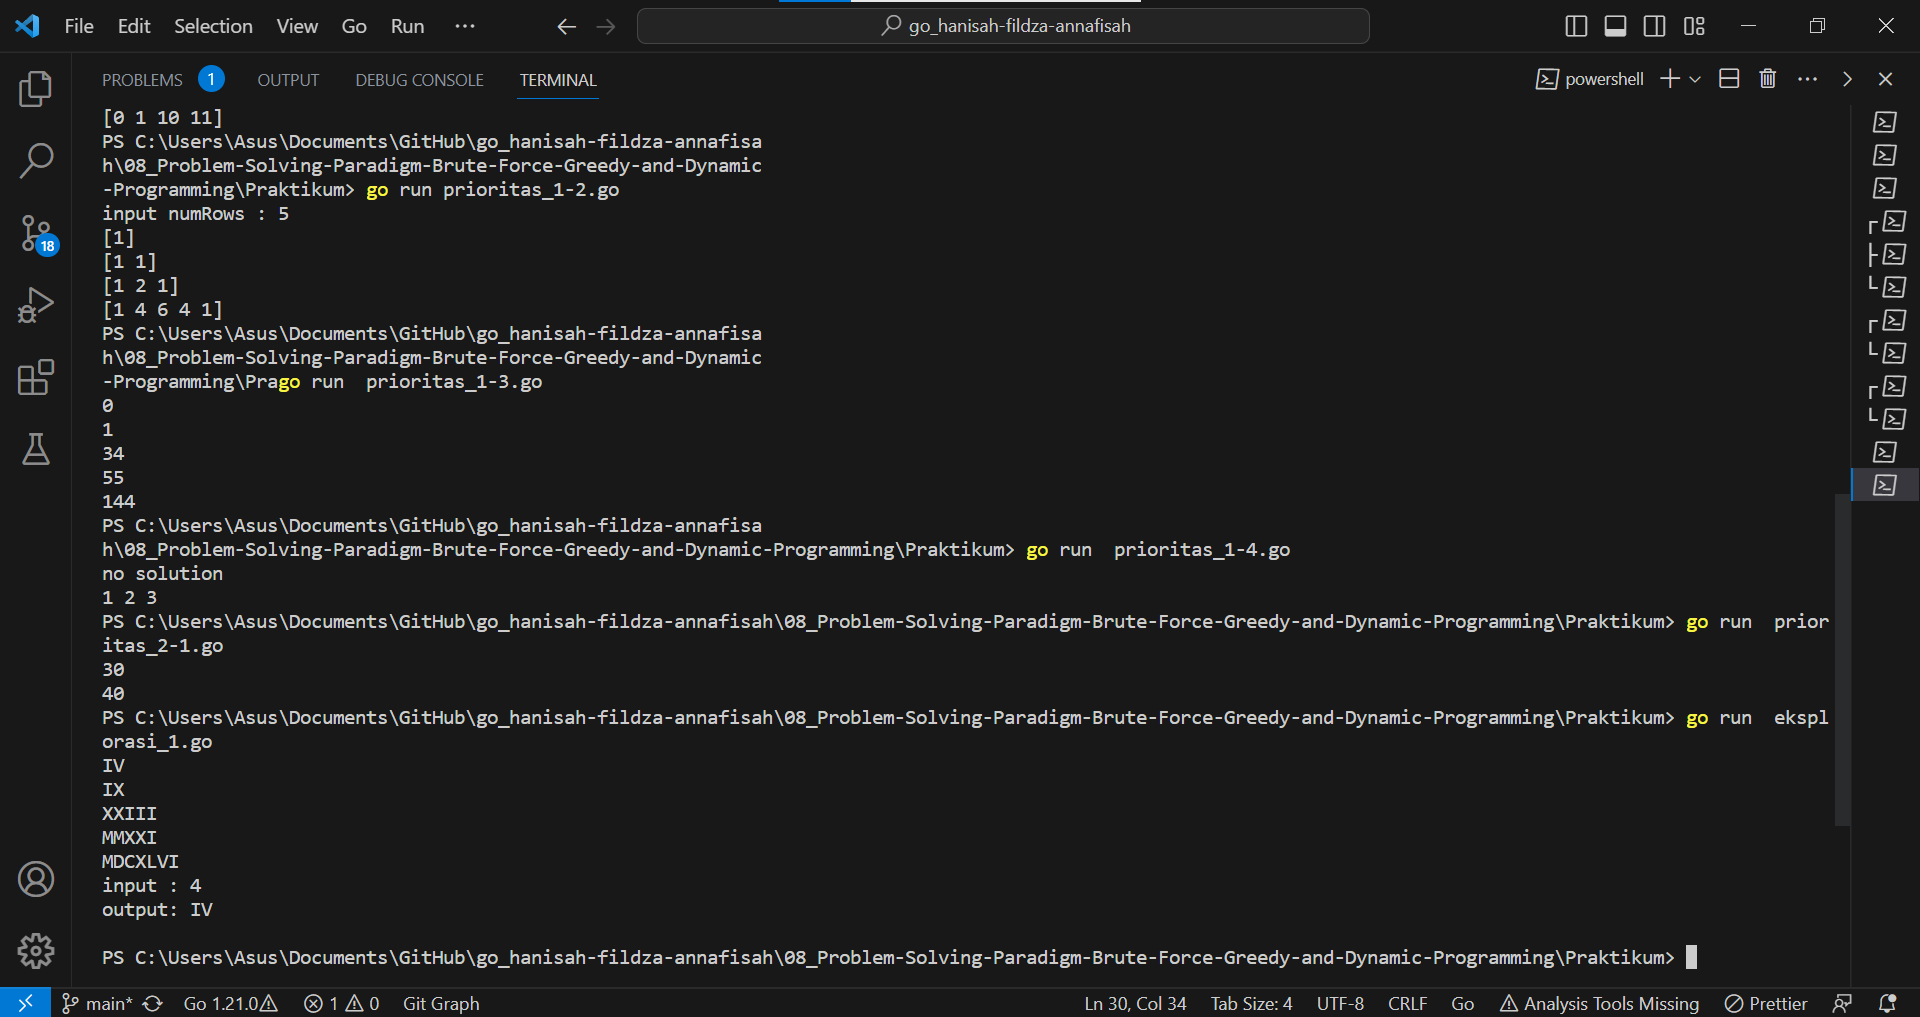 File Edit Selection View Go Run ··· go_hanisah-fildza-annafisah
PROBLEMS 1 OUTPUT DEBUG CONSOLE TERMINAL powershell
[0 1 10 11]
PS C:\Users\Asus\Documents\GitHub\go_hanisah-fildza-annafisa
h\08_Problem-Solving-Paradigm-Brute-Force-Greedy-and-Dynamic
-Programming\Praktikum> go run prioritas_1-2.go
input numRows : 5
[1]
[1 1]
[1 2 1]
[1 4 6 4 1]
PS C:\Users\Asus\Documents\GitHub\go_hanisah-fildza-annafisa
h\08_Problem-Solving-Paradigm-Brute-Force-Greedy-and-Dynamic
-Programming\Prago run  prioritas_1-3.go
0
1
34
55
144
PS C:\Users\Asus\Documents\GitHub\go_hanisah-fildza-annafisa
h\08_Problem-Solving-Paradigm-Brute-Force-Greedy-and-Dynamic-Programming\Praktikum> go run  prioritas_1-4.go
no solution
1 2 3
PS C:\Users\Asus\Documents\GitHub\go_hanisah-fildza-annafisah\08_Problem-Solving-Paradigm-Brute-Force-Greedy-and-Dynamic-Programming\Praktikum> go run  prior
itas_2-1.go
30
40
PS C:\Users\Asus\Documents\GitHub\go_hanisah-fildza-annafisah\08_Problem-Solving-Paradigm-Brute-Force-Greedy-and-Dynamic-Programming\Praktikum> go run  ekspl
orasi_1.go
IV
IX
XXIII
MMXXI
MDCXLVI
input : 4
output: IV
PS C:\Users\Asus\Documents\GitHub\go_hanisah-fildza-annafisah\08_Problem-Solving-Paradigm-Brute-Force-Greedy-and-Dynamic-Programming\Praktikum>
18
main* Go 1.21.0 1 0 Git Graph Ln 30, Col 34 Tab Size: 4 UTF-8 CRLF Go Analysis Tools Missing Prettier